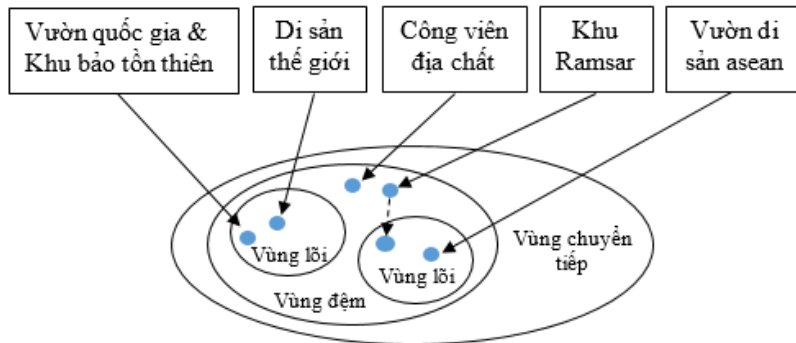 Vườn quốc gia &
Khu bảo tồn thiên
Di sản
thế giới
Công viên
địa chất
Khu
Ramsar
Vườn di
sản asean
Vùng lõi
Vùng lõi
Vùng đệm
Vùng chuyển
tiếp